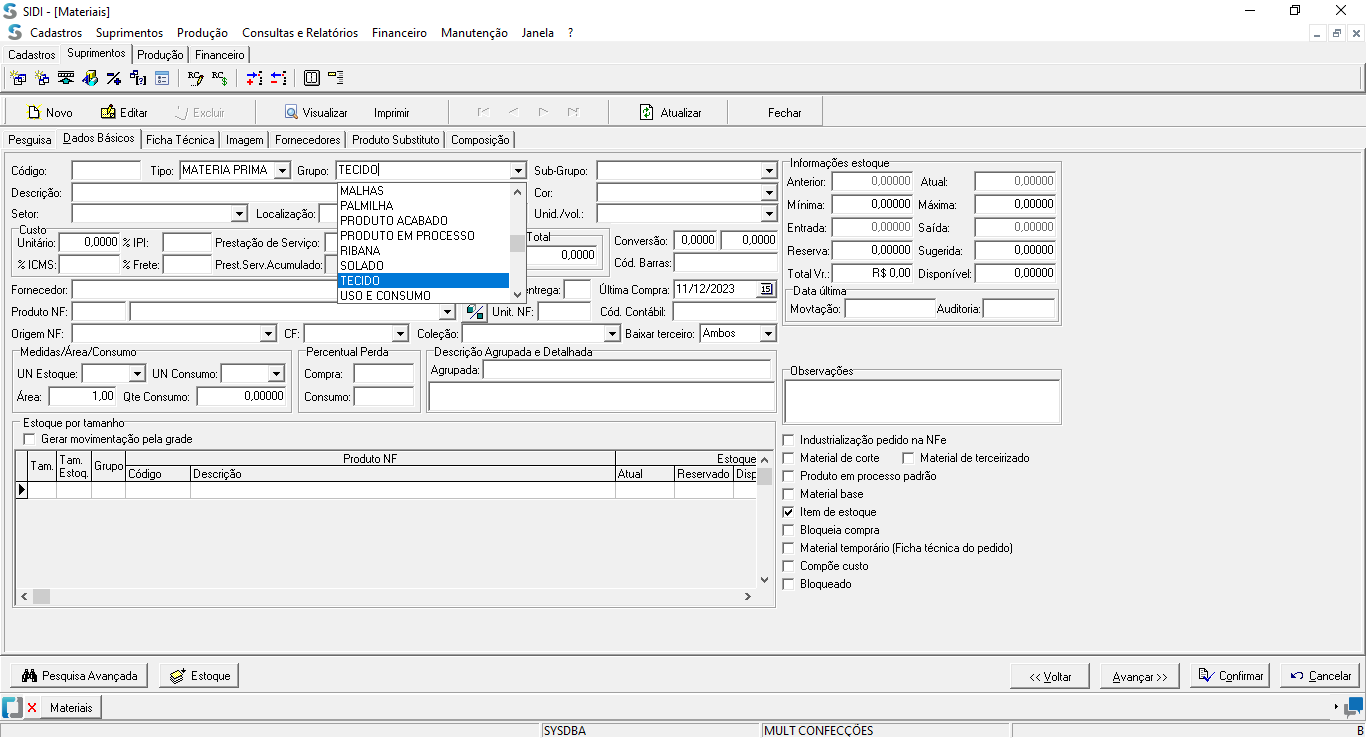 SIDI - [Materiais]
Cadastros Suprimentos Produção Consultas e Relatórios Financeiro Manutenção Janela ?
Cadastros Suprimentos Produção Financeiro
Novo Editar Excluir Visualizar Imprimir Atualizar Fechar
Pesquisa Dados Básicos Ficha Técnica Imagem Fornecedores Produto Substituto Composição
Código: Tipo: MATERIA PRIMA Grupo: TECIDO Sub-Grupo:
Descrição: Cor:
Setor: Localização: Unid./vol.:
MALHAS
PALMILHA
PRODUTO ACABADO
PRODUTO EM PROCESSO
RIBANA
SOLADO
TECIDO
USO E CONSUMO
Custo
Unitário: 0,0000 % IPI: Prestação de Serviço: Total 0,0000 Conversão: 0,0000 0,0000
% ICMS: % Frete: Prest.Serv.Acumulado: Cód. Barras:
Fornecedor: entrega: Última Compra: 11/12/2023 15
Produto NF: Unit. NF: Cód. Contábil:
Origem NF: CF: Coleção: Baixar terceiro: Ambos
Informações estoque
Anterior: 0,00000 Atual: 0,00000
Mínima: 0,00000 Máxima: 0,00000
Entrada: 0,00000 Saída: 0,00000
Reserva: 0,00000 Sugerida: 0,00000
Total Vr.: R$ 0,00 Disponível: 0,00000
Data última
Movtação: Auditoria:
Medidas/Área/Consumo
UN Estoque: UN Consumo:
Área: 1,00 Qte Consumo: 0,00000
Percentual Perda
Compra:
Consumo:
Descrição Agrupada e Detalhada
Agrupada:
Observações
Estoque por tamanho
Gerar movimentação pela grade
Tam. Tam. Estoq. Grupo Produto NF Estoque
Código Descrição Atual Reservado Disp
Industrialização pedido na NFe
Material de corte Material de terceirizado
Produto em processo padrão
Material base
Item de estoque
Bloqueia compra
Material temporário (Ficha técnica do pedido)
Compõe custo
Bloqueado
Pesquisa Avançada Estoque << Voltar Avançar >> Confirmar Cancelar
Materiais
SYSDBA MULT CONFECÇÕES B